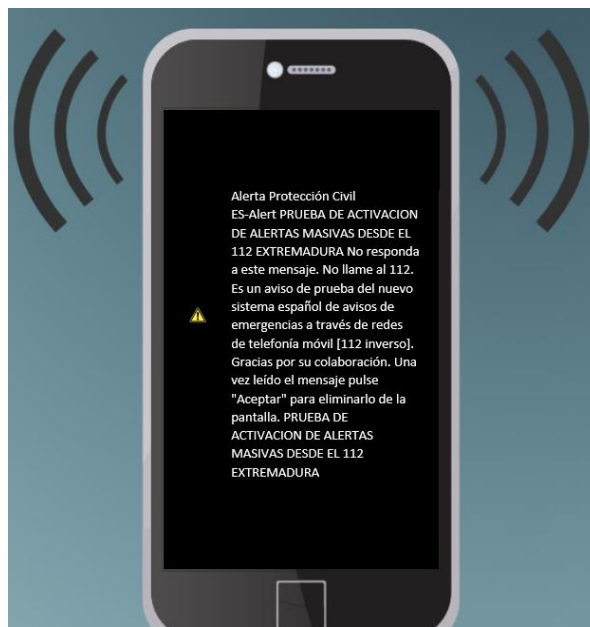 Alerta Protección Civil
ES-Alert PRUEBA DE ACTIVACION
DE ALERTAS MASIVAS DESDE EL
112 EXTREMADURA No responda
a este mensaje. No llame al 112.
Es un aviso de prueba del nuevo
sistema español de avisos de
emergencias a través de redes
de telefonía móvil [112 inverso].
Gracias por su colaboración. Una
vez leído el mensaje pulse
"Aceptar" para eliminarlo de la
pantalla. PRUEBA DE
ACTIVACION DE ALERTAS
MASIVAS DESDE EL 112
EXTREMADURA